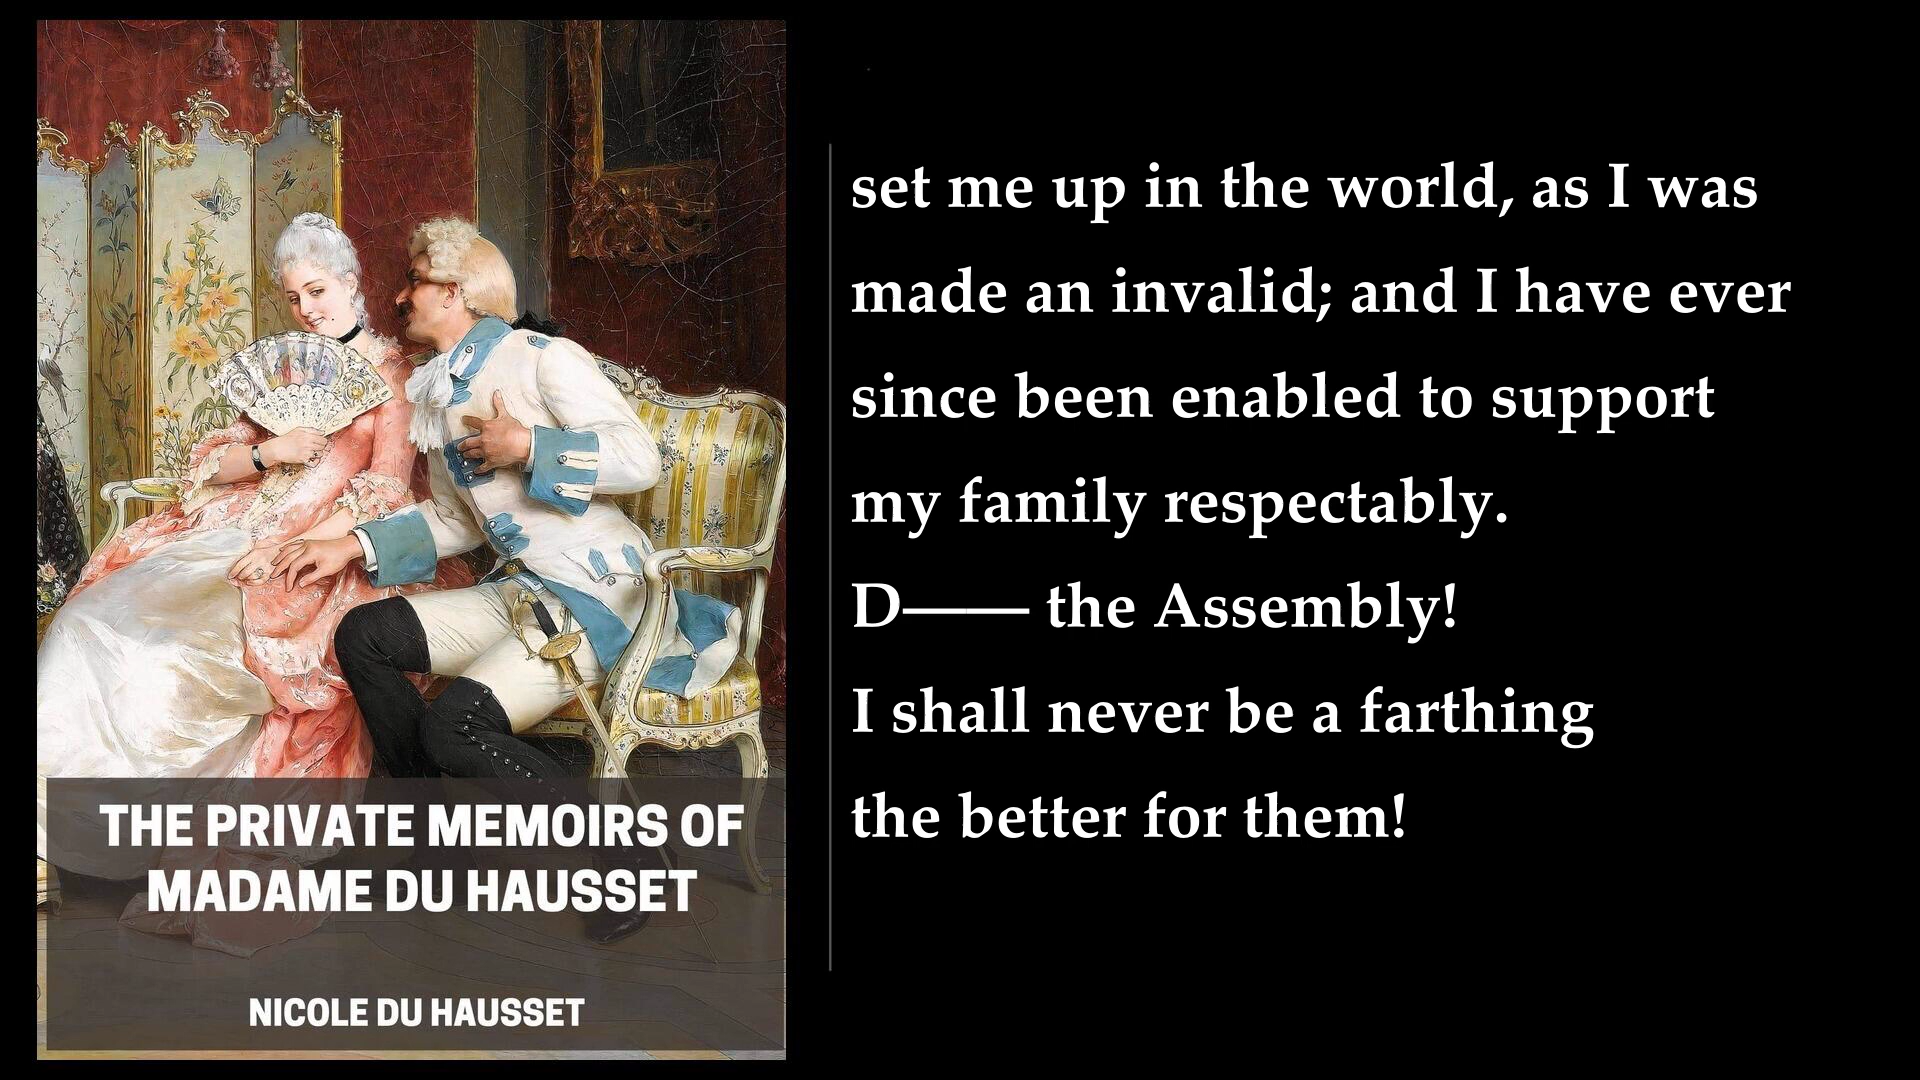 THE PRIVATE MEMOIRS OF
MADAME DU HAUSSET
NICOLE DU HAUSSET
set me up in the world, as I was
made an invalid; and I have ever
since been enabled to support
my family respectably.
D—— the Assembly!
I shall never be a farthing
the better for them!